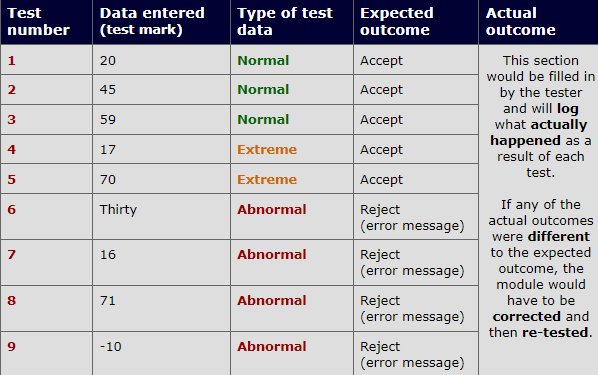 Test number
Data entered (test mark)
Type of test data
Expected outcome
Actual outcome
1 20 Normal Accept
2 45 Normal Accept
3 59 Normal Accept
4 17 Extreme Accept
5 70 Extreme Accept
6 Thirty Abnormal Reject
(error message)
7 16 Abnormal Reject
(error message)
8 71 Abnormal Reject
(error message)
9 -10 Abnormal Reject
(error message)
This section
would be filled in
by the tester
and will log
what actually
happened as a
result of each
test.
If any of the
actual outcomes
were different
to the expected
outcome, the
module would
have to be
corrected and
then re-tested.